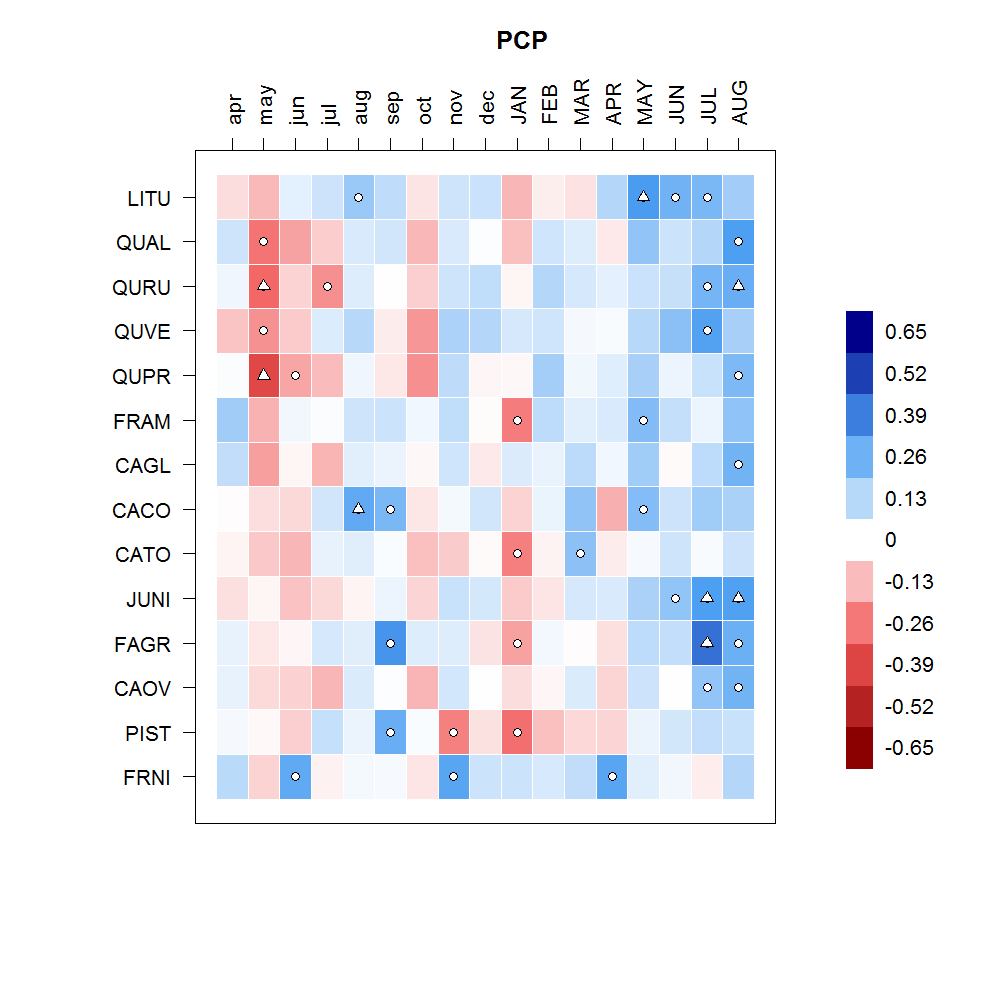 PCP
apr may jun jul aug sep oct nov dec JAN FEB MAR APR MAY JUN JUL AUG
LITU
QUAL
QURU
QUVE
QUPR
FRAM
CAGL
CACO
CATO
JUNI
FAGR
CAOV
PIST
FRNI
0.65
0.52
0.39
0.26
0.13
0
-0.13
-0.26
-0.39
-0.52
-0.65